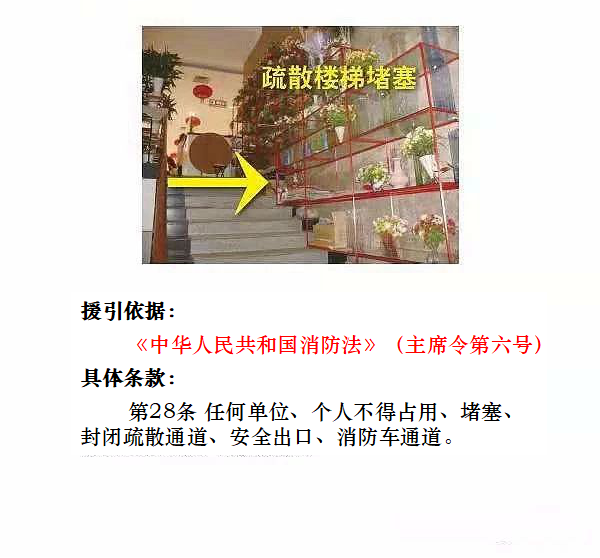 疏散楼梯堵塞
援引依据：
《中华人民共和国消防法》（主席令第六号）
具体条款：
第28条 任何单位、个人不得占用、堵塞、
封闭疏散通道、安全出口、消防车通道。